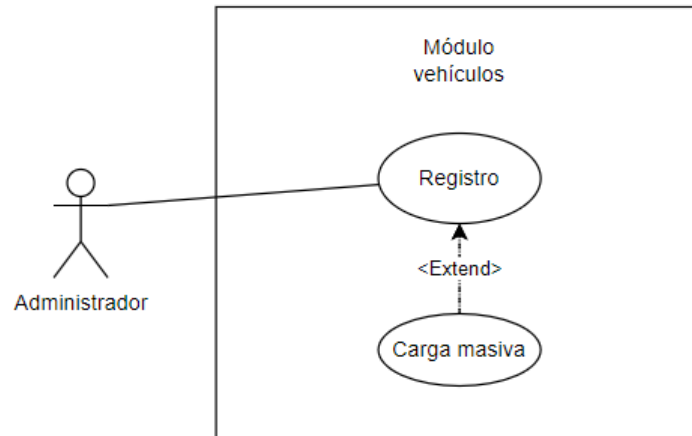 Módulo
vehículos
Registro
<Extend>
Administrador
Carga masiva